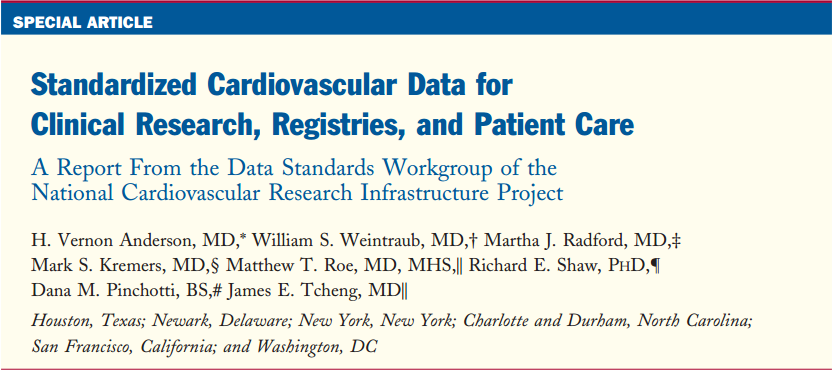 SPECIAL ARTICLE
Standardized Cardiovascular Data for
Clinical Research, Registries, and Patient Care
A Report From the Data Standards Workgroup of the
National Cardiovascular Research Infrastructure Project
H. Vernon Anderson, MD,* William S. Weintraub, MD,† Martha J. Radford, MD,‡
Mark S. Kremers, MD,§ Matthew T. Roe, MD, MHS,‖ Richard E. Shaw, PHD,¶
Dana M. Pinchotti, BS,# James E. Tcheng, MD‖
Houston, Texas; Newark, Delaware; New York, New York; Charlotte and Durham, North Carolina;
San Francisco, California; and Washington, DC